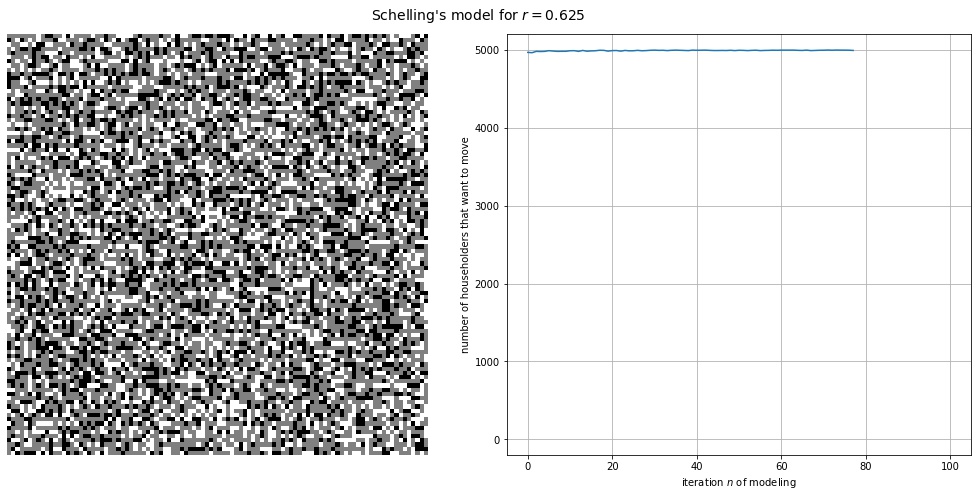 Schelling's model for r = 0.625
number of householders that want to move
5000
4000
3000
2000
1000
0
0 20 40 60 80 100
iteration n of modeling